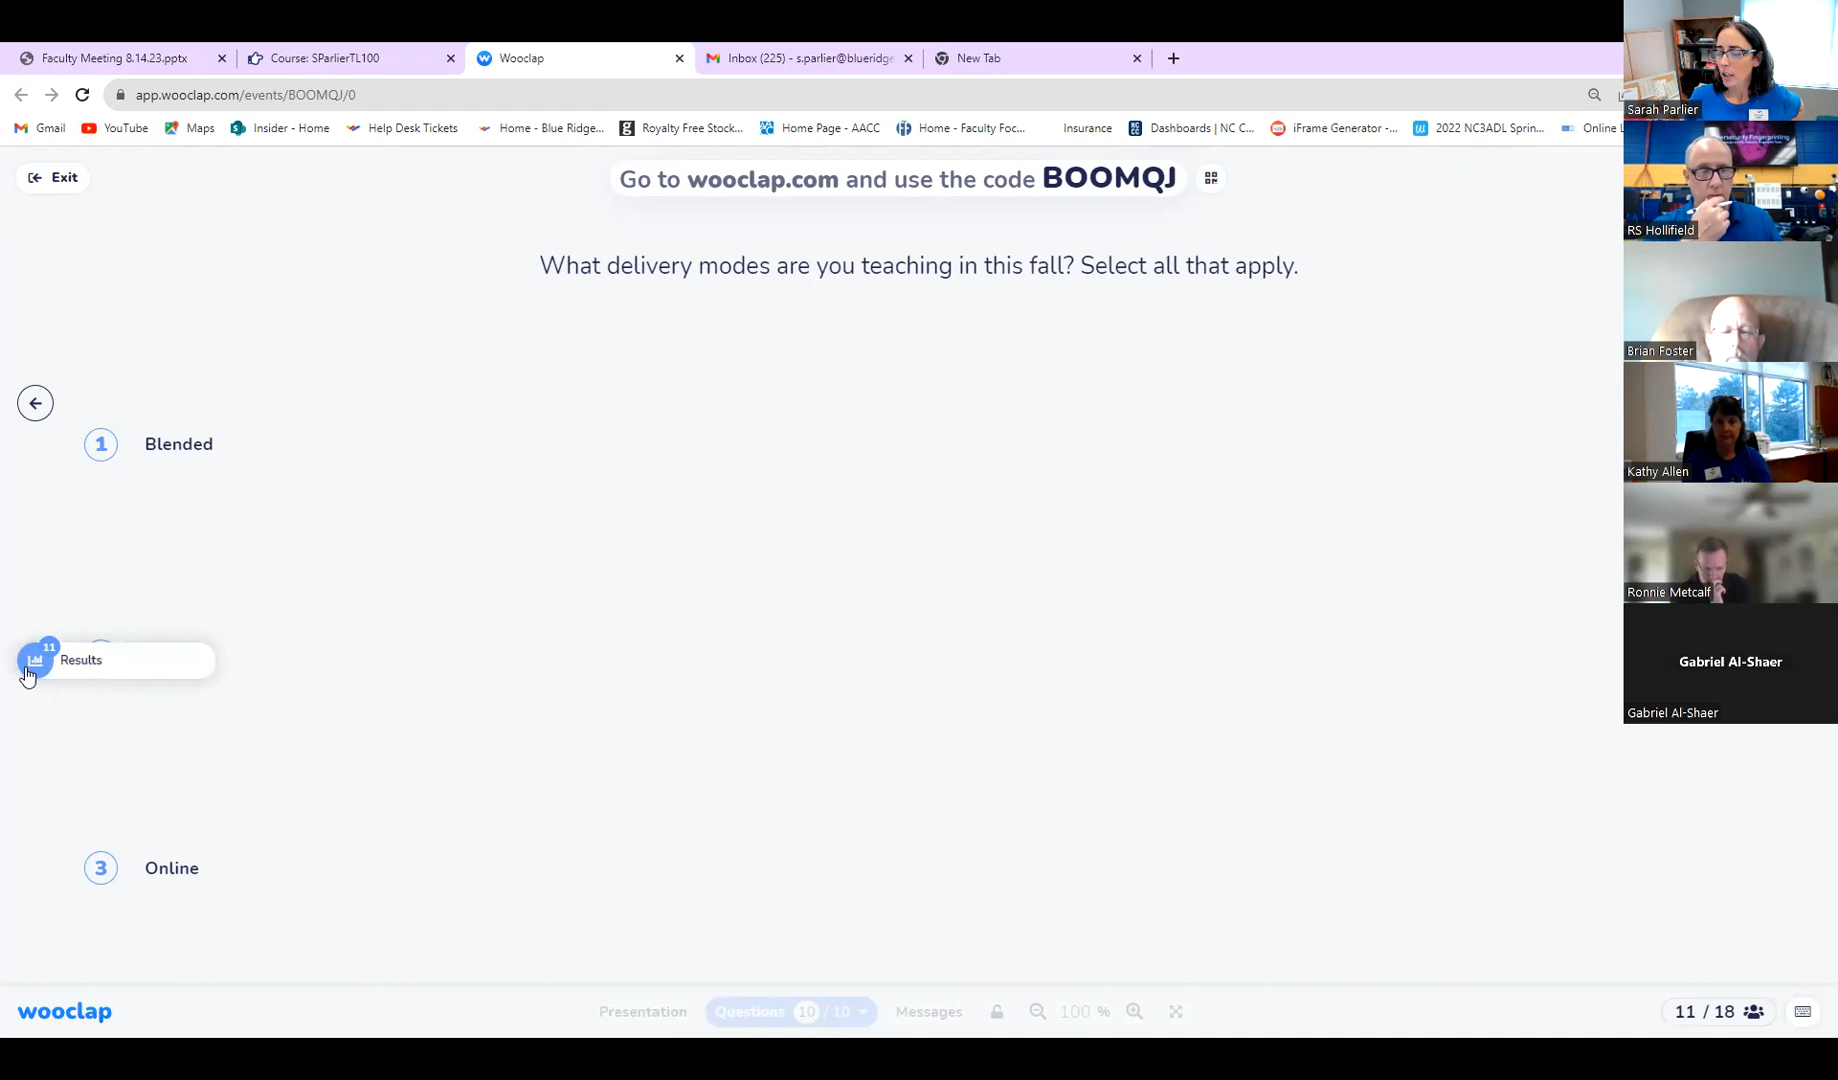 Faculty Meeting 8.14.23.pptx
Course: SParlierTL100
Wooclap
Inbox (225) - s.parlier@blueridge
New Tab
app.wooclap.com/events/BOOMQJ/0
Gmail
YouTube
Maps
Insider - Home
Help Desk Tickets
Home - Blue Ridge...
Royalty Free Stock...
Home Page - AACC
Home - Faculty Foc...
Insurance
Dashboards | NC C...
iFrame Generator -...
2022 NC3ADL Sprin...
Online L
Exit
Go to wooclap.com and use the code BOOMQJ
What delivery modes are you teaching in this fall? Select all that apply.
1 Blended
11
Results
3 Online
wooclap
Presentation
Questions 10 / 10
Messages
100 %
11 / 18
Sarah Parlier
RS Hollifield
Brian Foster
Kathy Allen
Ronnie Metcalf
Gabriel Al-Shaer
Gabriel Al-Shaer